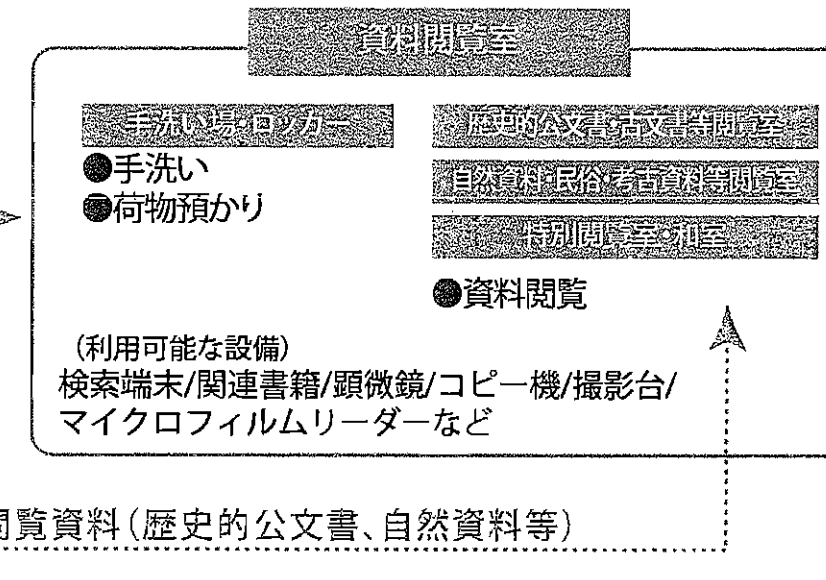 資料閲覧室
手洗い場・ロッカー
●手洗い
●荷物預かり
歴史的公文書・古文書等閲覧室
自然資料・民俗・考古資料等閲覧室
特別閲覧室・和室
●資料閲覧
(利用可能な設備)
検索端末/関連書籍/顕微鏡/コピー機/撮影台/
マイクロフィルムリーダーなど
閲覧資料(歴史的公文書、自然資料等)